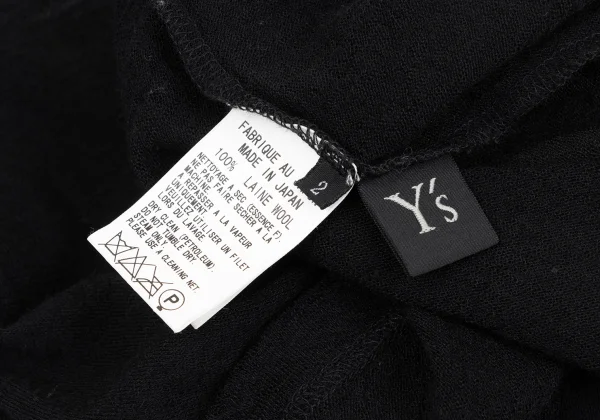 FABRIQUE AU
MADE IN JAPAN
100% LAINE WOOL
NETTOYAGE A SEC (ESSENCE F).
NE PAS FAIRE SECHER A LA
MACHINE.
A REPASSER A LA VAPEUR
UNIQUEMENT.
VEUILLEZ UTILISER UN FILET
LORS DU LAVAGE.
DRY CLEAN (PETROLEUM).
DO NOT TUMBLE DRY.
STEAM ONLY.
PLEASE USE A CLEANING NET
P
2
Y's